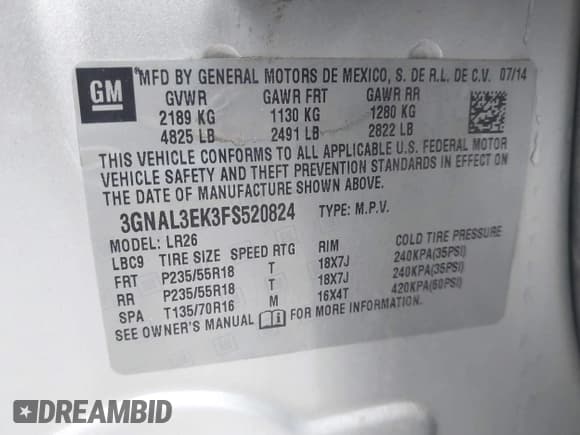 GM
*MFD BY GENERAL MOTORS DE MEXICO, S. DE R.L. DE C.V. 07/14
GVWR GAWR FRT GAWR RR
2189 KG 1130 KG 1280 KG
4825 LB 2491 LB 2822 LB
THIS VEHICLE CONFORMS TO ALL APPLICABLE U.S. FEDERAL MOTOR
VEHICLE SAFETY AND THEFT PREVENTION STANDARDS IN EFFECT ON
THE DATE OF MANUFACTURE SHOWN ABOVE.
3GNAL3EK3FS520824 TYPE: M.P.V.
MODEL: LR26
LBC9 TIRE SIZE SPEED RTG RIM COLD TIRE PRESSURE
FRT P235/55R18 T 18X7J 240KPA(35PSI)
RR P235/55R18 T 18X7J 240KPA(35PSI)
SPA T135/70R16 M 16X4T 420KPA(60PSI)
SEE OWNER'S MANUAL FOR MORE INFORMATION.
DREAMBID